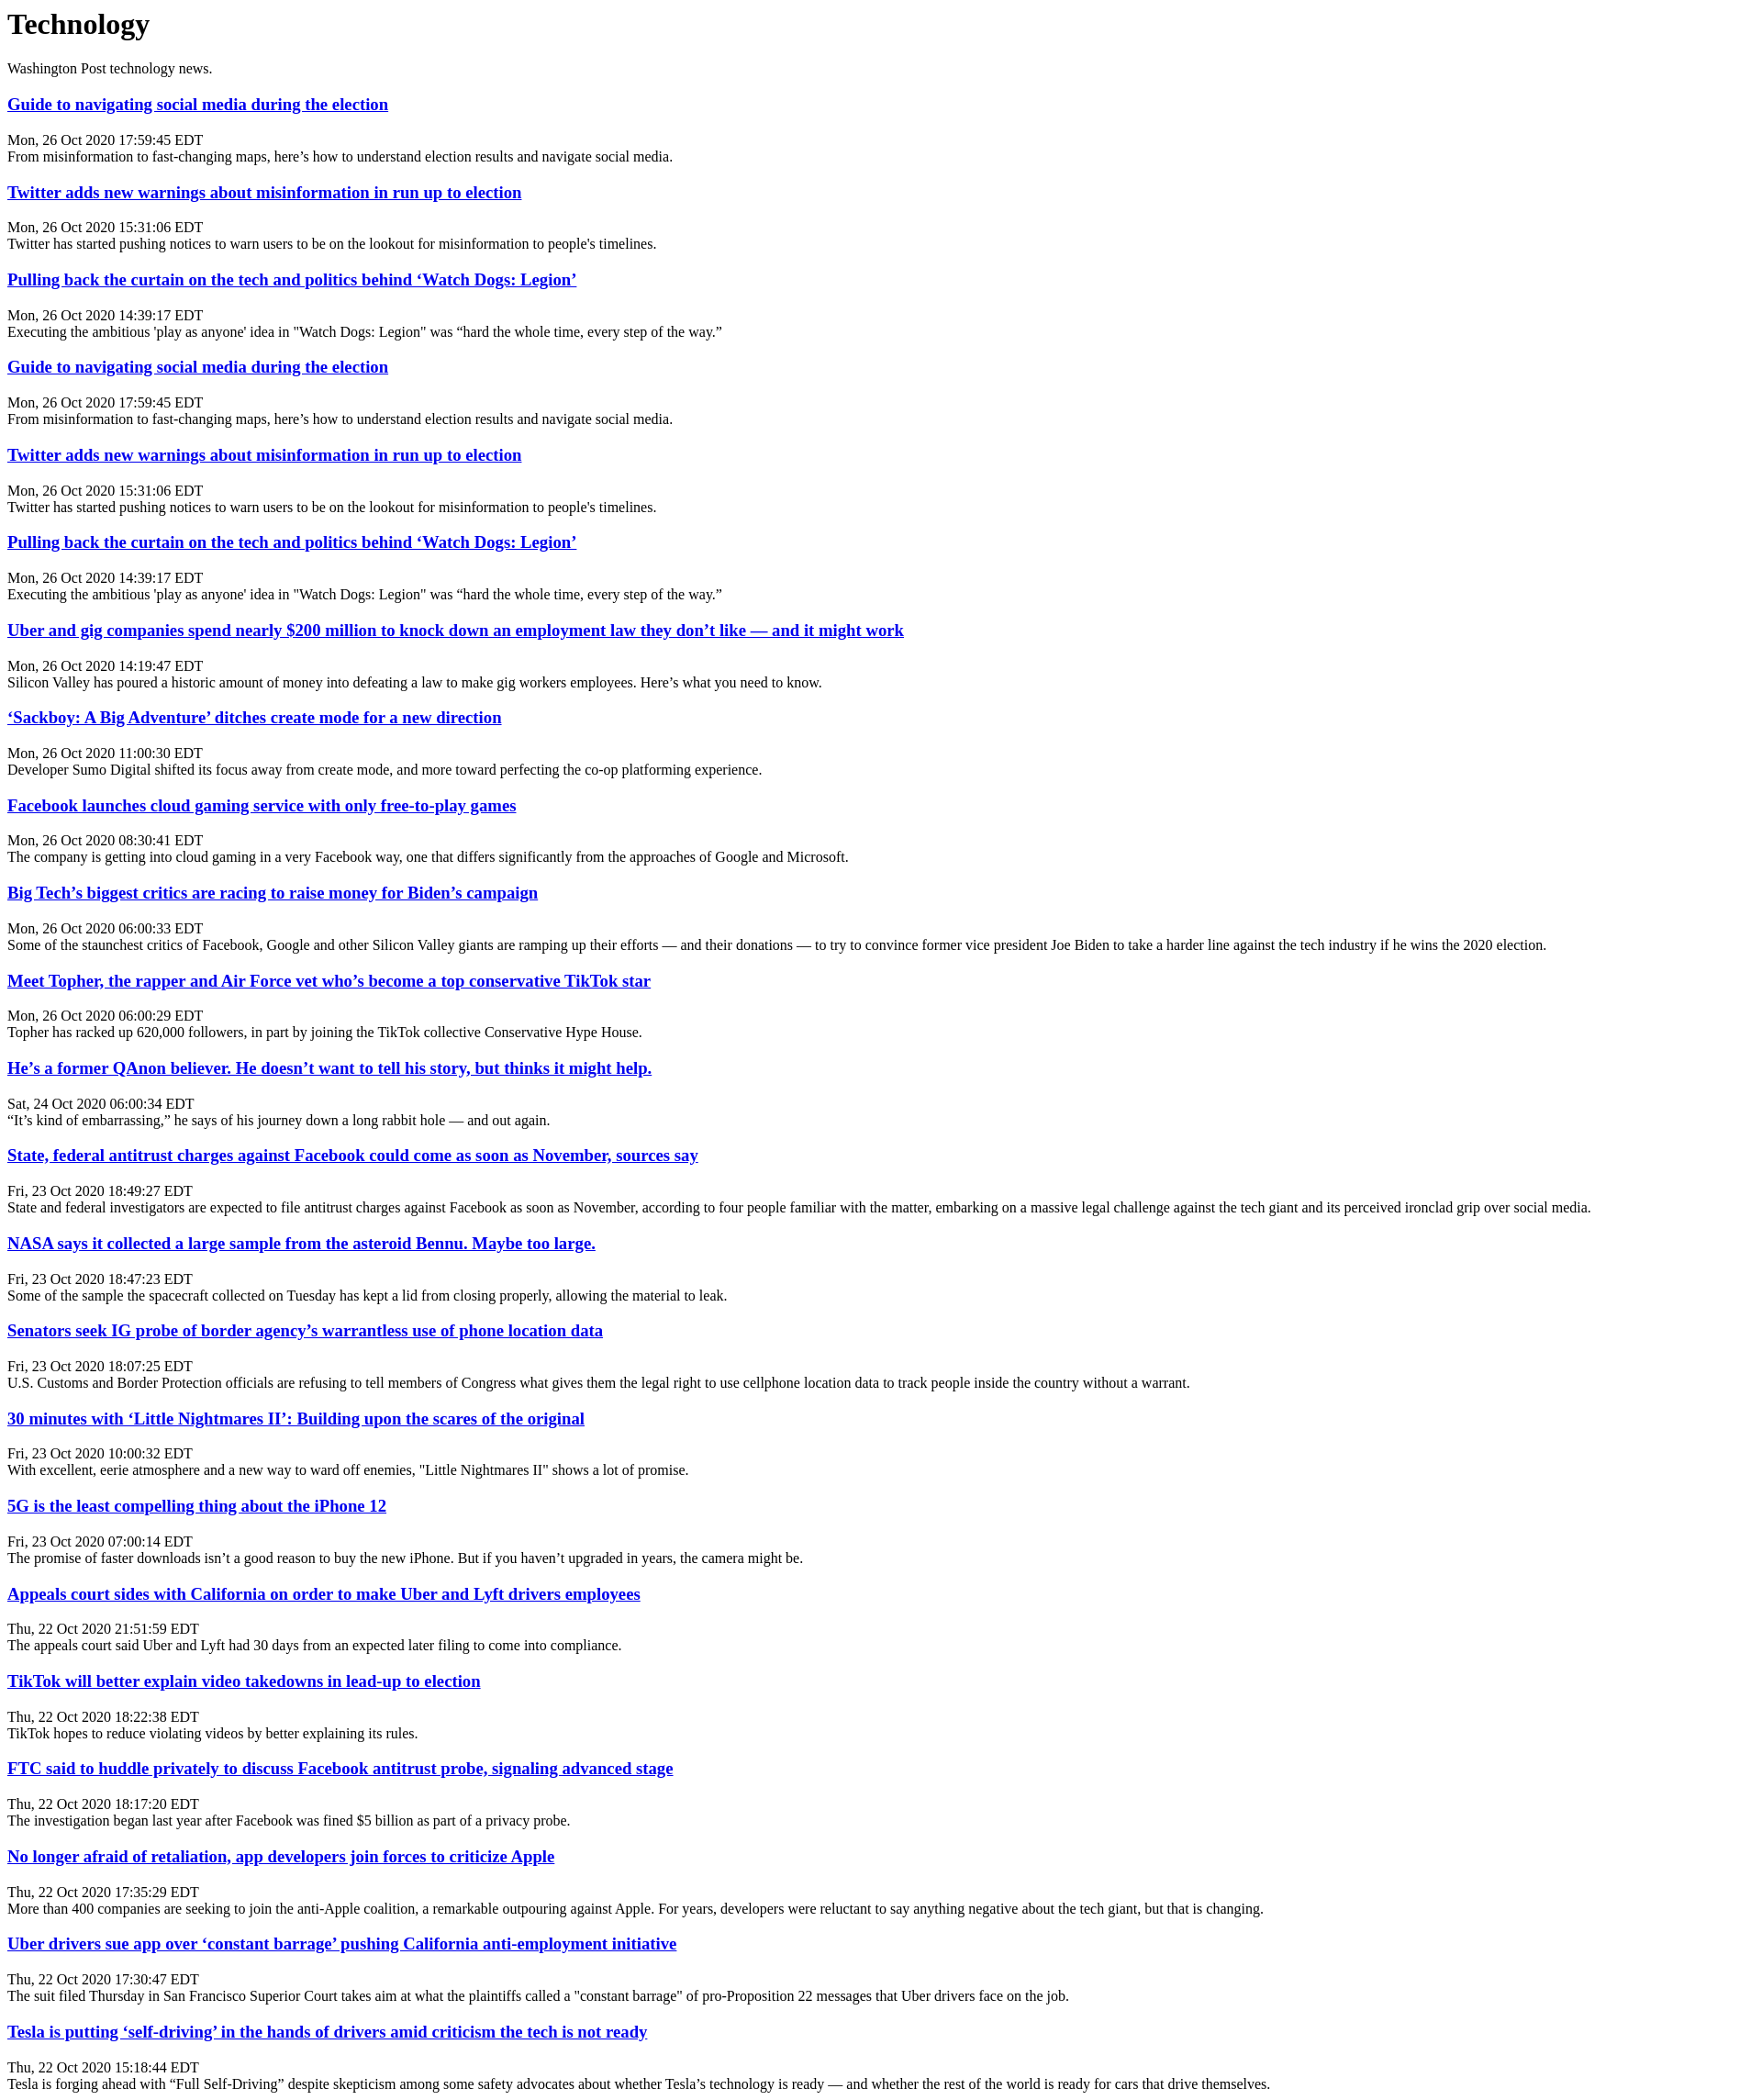 Technology
Washington Post technology news.
Guide to navigating social media during the election
Mon, 26 Oct 2020 17:59:45 EDT
From misinformation to fast-changing maps, here’s how to understand election results and navigate social media.
Twitter adds new warnings about misinformation in run up to election
Mon, 26 Oct 2020 15:31:06 EDT
Twitter has started pushing notices to warn users to be on the lookout for misinformation to people's timelines.
Pulling back the curtain on the tech and politics behind ‘Watch Dogs: Legion’
Mon, 26 Oct 2020 14:39:17 EDT
Executing the ambitious 'play as anyone' idea in "Watch Dogs: Legion" was “hard the whole time, every step of the way.”
Guide to navigating social media during the election
Mon, 26 Oct 2020 17:59:45 EDT
From misinformation to fast-changing maps, here’s how to understand election results and navigate social media.
Twitter adds new warnings about misinformation in run up to election
Mon, 26 Oct 2020 15:31:06 EDT
Twitter has started pushing notices to warn users to be on the lookout for misinformation to people's timelines.
Pulling back the curtain on the tech and politics behind ‘Watch Dogs: Legion’
Mon, 26 Oct 2020 14:39:17 EDT
Executing the ambitious 'play as anyone' idea in "Watch Dogs: Legion" was “hard the whole time, every step of the way.”
Uber and gig companies spend nearly $200 million to knock down an employment law they don’t like — and it might work
Mon, 26 Oct 2020 14:19:47 EDT
Silicon Valley has poured a historic amount of money into defeating a law to make gig workers employees. Here’s what you need to know.
‘Sackboy: A Big Adventure’ ditches create mode for a new direction
Mon, 26 Oct 2020 11:00:30 EDT
Developer Sumo Digital shifted its focus away from create mode, and more toward perfecting the co-op platforming experience.
Facebook launches cloud gaming service with only free-to-play games
Mon, 26 Oct 2020 08:30:41 EDT
The company is getting into cloud gaming in a very Facebook way, one that differs significantly from the approaches of Google and Microsoft.
Big Tech’s biggest critics are racing to raise money for Biden’s campaign
Mon, 26 Oct 2020 06:00:33 EDT
Some of the staunchest critics of Facebook, Google and other Silicon Valley giants are ramping up their efforts — and their donations — to try to convince former vice president Joe Biden to take a harder line against the tech industry if he wins the 2020 election.
Meet Topher, the rapper and Air Force vet who’s become a top conservative TikTok star
Mon, 26 Oct 2020 06:00:29 EDT
Topher has racked up 620,000 followers, in part by joining the TikTok collective Conservative Hype House.
He’s a former QAnon believer. He doesn’t want to tell his story, but thinks it might help.
Sat, 24 Oct 2020 06:00:34 EDT
“It’s kind of embarrassing,” he says of his journey down a long rabbit hole — and out again.
State, federal antitrust charges against Facebook could come as soon as November, sources say
Fri, 23 Oct 2020 18:49:27 EDT
State and federal investigators are expected to file antitrust charges against Facebook as soon as November, according to four people familiar with the matter, embarking on a massive legal challenge against the tech giant and its perceived ironclad grip over social media.
NASA says it collected a large sample from the asteroid Bennu. Maybe too large.
Fri, 23 Oct 2020 18:47:23 EDT
Some of the sample the spacecraft collected on Tuesday has kept a lid from closing properly, allowing the material to leak.
Senators seek IG probe of border agency’s warrantless use of phone location data
Fri, 23 Oct 2020 18:07:25 EDT
U.S. Customs and Border Protection officials are refusing to tell members of Congress what gives them the legal right to use cellphone location data to track people inside the country without a warrant.
30 minutes with ‘Little Nightmares II’: Building upon the scares of the original
Fri, 23 Oct 2020 10:00:32 EDT
With excellent, eerie atmosphere and a new way to ward off enemies, "Little Nightmares II" shows a lot of promise.
5G is the least compelling thing about the iPhone 12
Fri, 23 Oct 2020 07:00:14 EDT
The promise of faster downloads isn’t a good reason to buy the new iPhone. But if you haven’t upgraded in years, the camera might be.
Appeals court sides with California on order to make Uber and Lyft drivers employees
Thu, 22 Oct 2020 21:51:59 EDT
The appeals court said Uber and Lyft had 30 days from an expected later filing to come into compliance.
TikTok will better explain video takedowns in lead-up to election
Thu, 22 Oct 2020 18:22:38 EDT
TikTok hopes to reduce violating videos by better explaining its rules.
FTC said to huddle privately to discuss Facebook antitrust probe, signaling advanced stage
Thu, 22 Oct 2020 18:17:20 EDT
The investigation began last year after Facebook was fined $5 billion as part of a privacy probe.
No longer afraid of retaliation, app developers join forces to criticize Apple
Thu, 22 Oct 2020 17:35:29 EDT
More than 400 companies are seeking to join the anti-Apple coalition, a remarkable outpouring against Apple. For years, developers were reluctant to say anything negative about the tech giant, but that is changing.
Uber drivers sue app over ‘constant barrage’ pushing California anti-employment initiative
Thu, 22 Oct 2020 17:30:47 EDT
The suit filed Thursday in San Francisco Superior Court takes aim at what the plaintiffs called a "constant barrage" of pro-Proposition 22 messages that Uber drivers face on the job.
Tesla is putting ‘self-driving’ in the hands of drivers amid criticism the tech is not ready
Thu, 22 Oct 2020 15:18:44 EDT
Tesla is forging ahead with “Full Self-Driving” despite skepticism among some safety advocates about whether Tesla’s technology is ready — and whether the rest of the world is ready for cars that drive themselves.